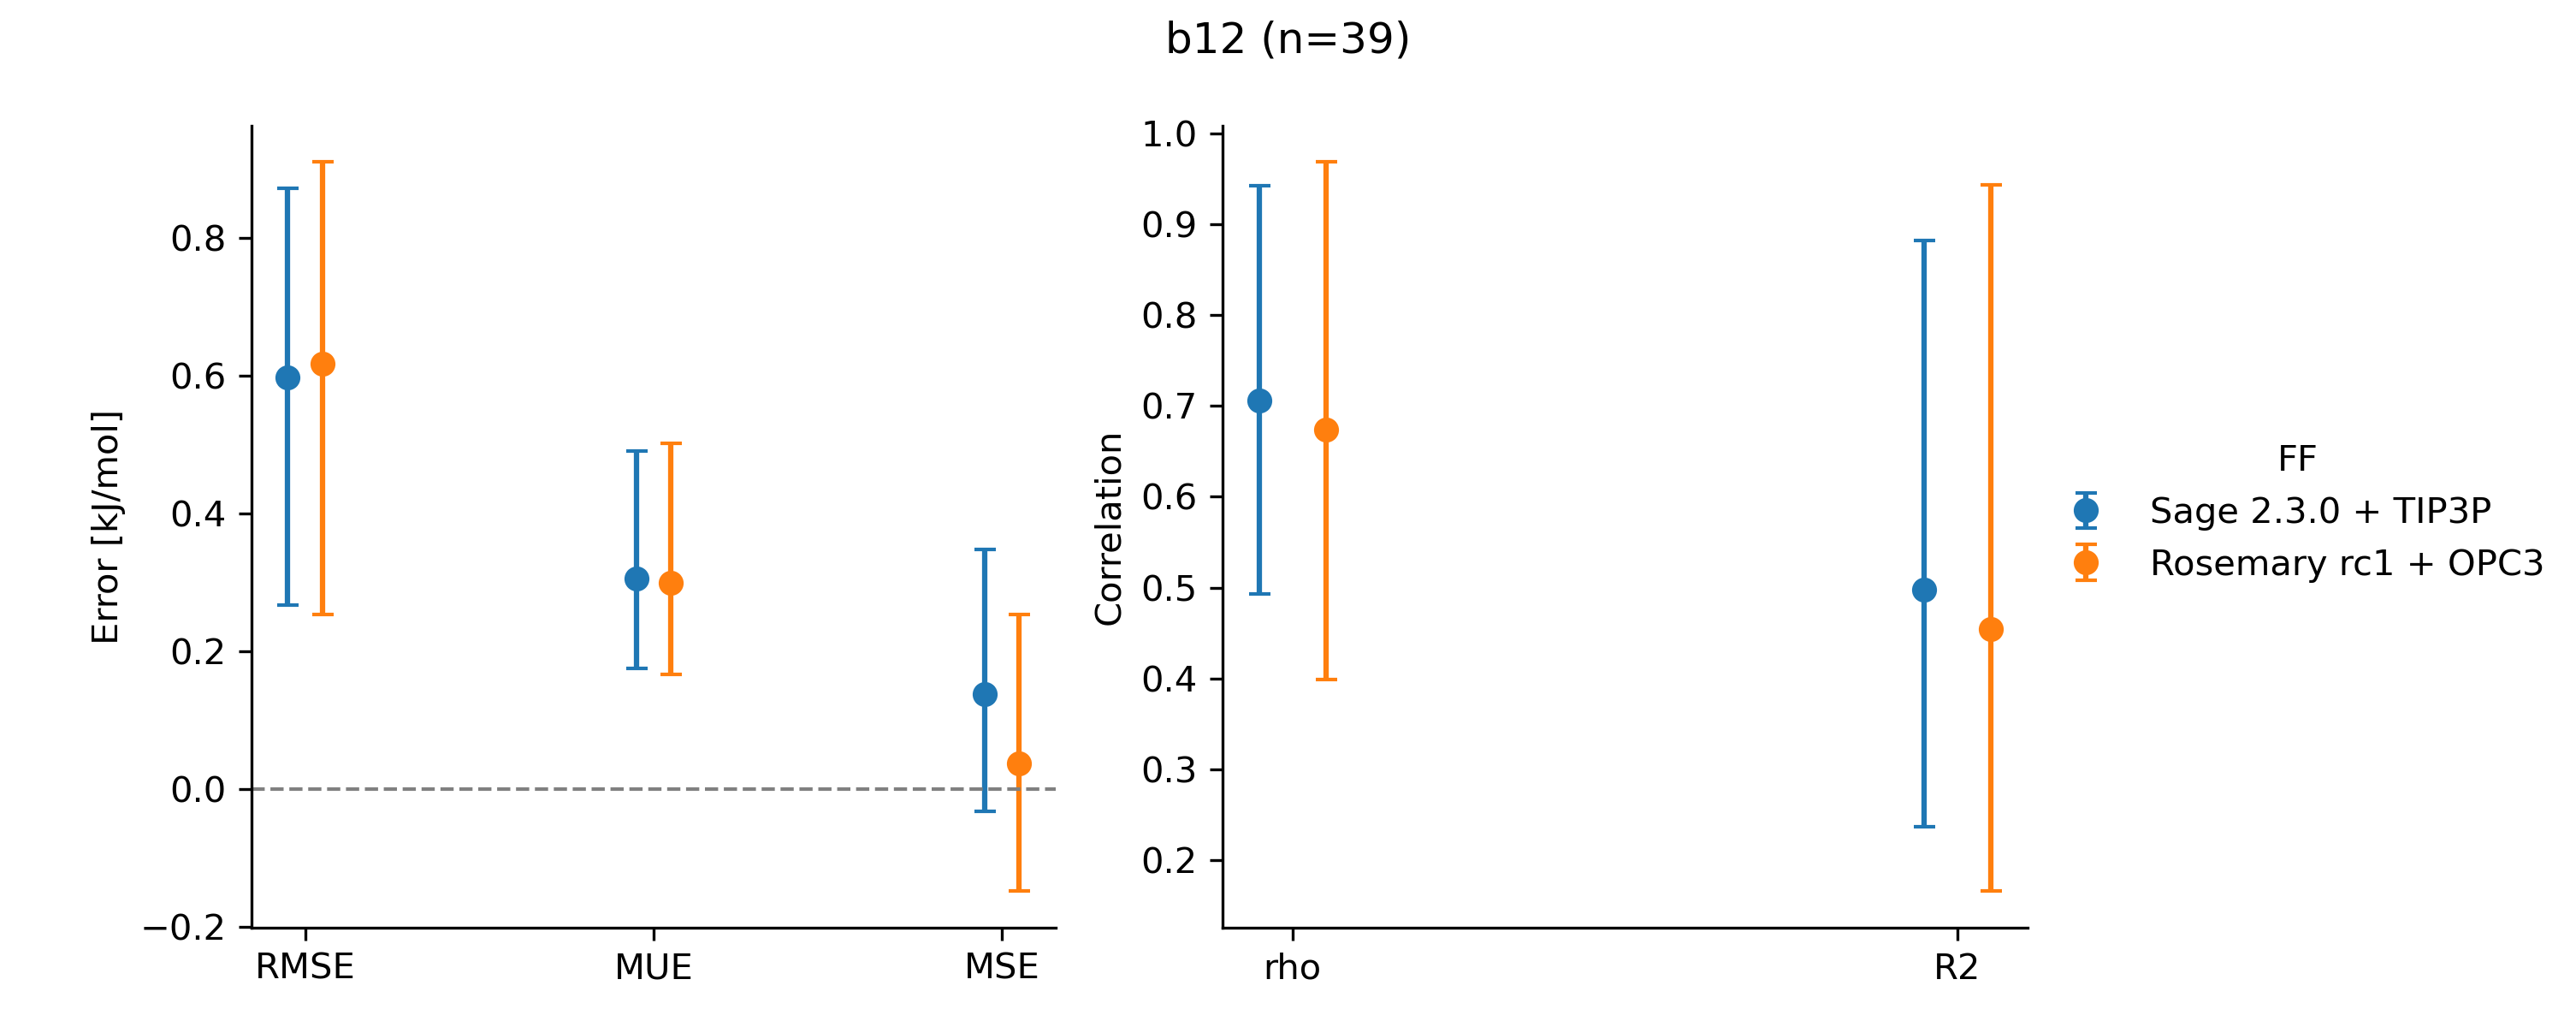 b12 (n=39)
Error [kJ/mol]
0.8
0.6
0.4
0.2
0.0
−0.2
RMSE
MUE
MSE
Correlation
1.0
0.9
0.8
0.7
0.6
0.5
0.4
0.3
0.2
rho
R2
FF
Sage 2.3.0 + TIP3P
Rosemary rc1 + OPC3